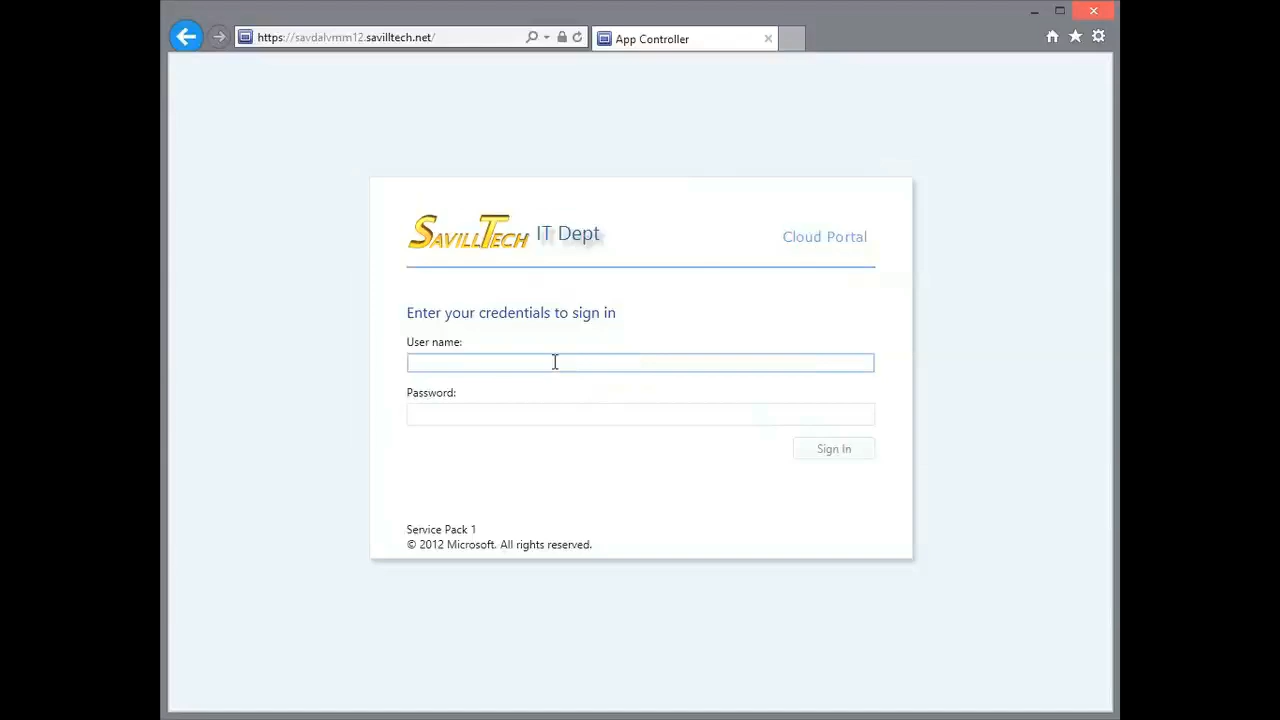 https://savdalvmm12.savilltech.net/
App Controller
SAVILLTECH IT Dept
Cloud Portal
Enter your credentials to sign in
User name:
Password:
Sign In
Service Pack 1
© 2012 Microsoft. All rights reserved.